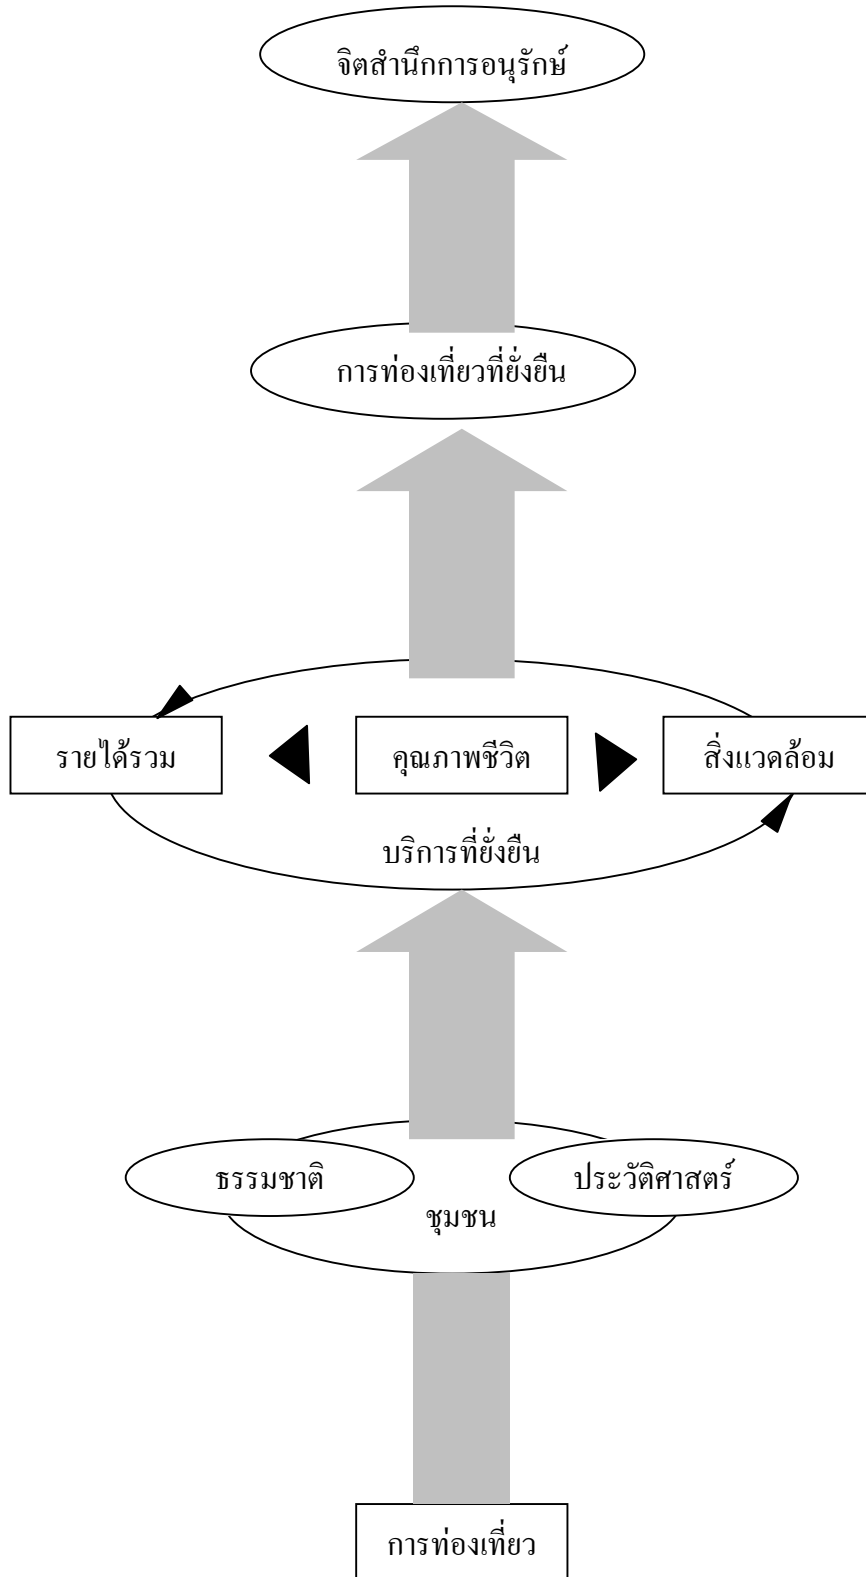 จิตสำนึกการอนุรักษ์
การท่องเที่ยวที่ยั่งยืน
รายได้รวม
คุณภาพชีวิต
สิ่งแวดล้อม
บริการที่ยั่งยืน
ธรรมชาติ
ประวัติศาสตร์
ชุมชน
การท่องเที่ยว